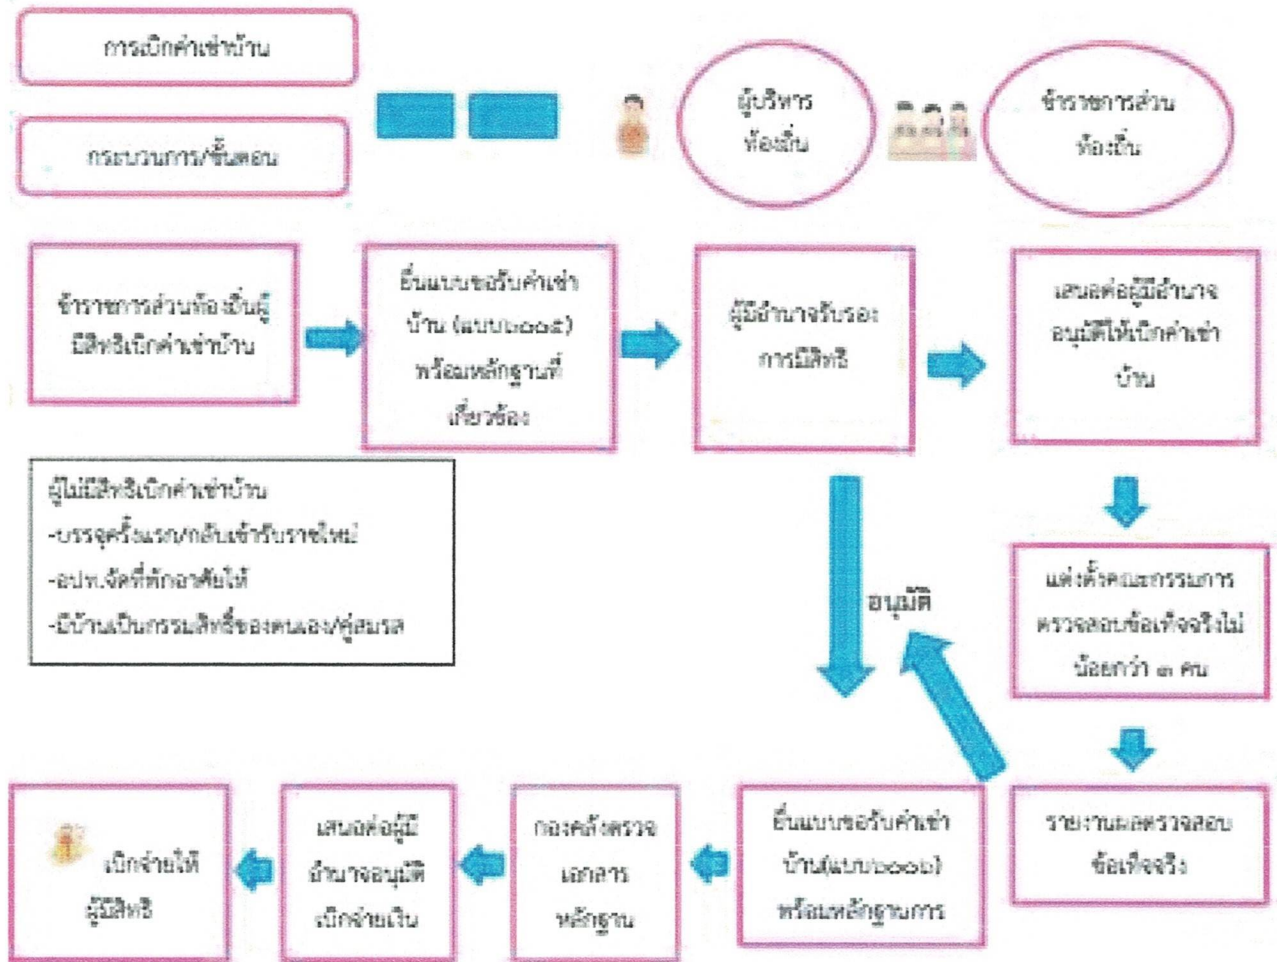 การเบิกค่าเช่าบ้าน
กระบวนการ/ขั้นตอน
ผู้บริหาร
ท้องถิ่น
ข้าราชการส่วน
ท้องถิ่น
ข้าราชการส่วนท้องถิ่นผู้
มีสิทธิเบิกค่าเช่าบ้าน
ยื่นแบบขอรับค่าเช่า
บ้าน (แบบ๖๐๐๕)
พร้อมหลักฐานที่
เกี่ยวข้อง
ผู้มีอำนาจรับรอง
การมีสิทธิ
เสนอต่อผู้มีอำนาจ
อนุมัติให้เบิกค่าเช่า
บ้าน
ผู้ไม่มีสิทธิเบิกค่าเช่าบ้าน
-บรรจุครั้งแรก/กลับเข้ารับราชใหม่
-อปท.จัดที่พักอาศัยให้
-มีบ้านเป็นกรรมสิทธิ์ของตนเอง/คู่สมรส
อนุมัติ
แต่งตั้งคณะกรรมการ
ตรวจสอบข้อเท็จจริงไม่
น้อยกว่า ๓ คน
เบิกจ่ายให้
ผู้มีสิทธิ
เสนอต่อผู้มี
อำนาจอนุมัติ
เบิกจ่ายเงิน
กองคลังตรวจ
เอกสาร
หลักฐาน
ยื่นแบบขอรับค่าเช่า
บ้าน(แบบ๖๐๐๖)
พร้อมหลักฐานการ
รายงานผลตรวจสอบ
ข้อเท็จจริง